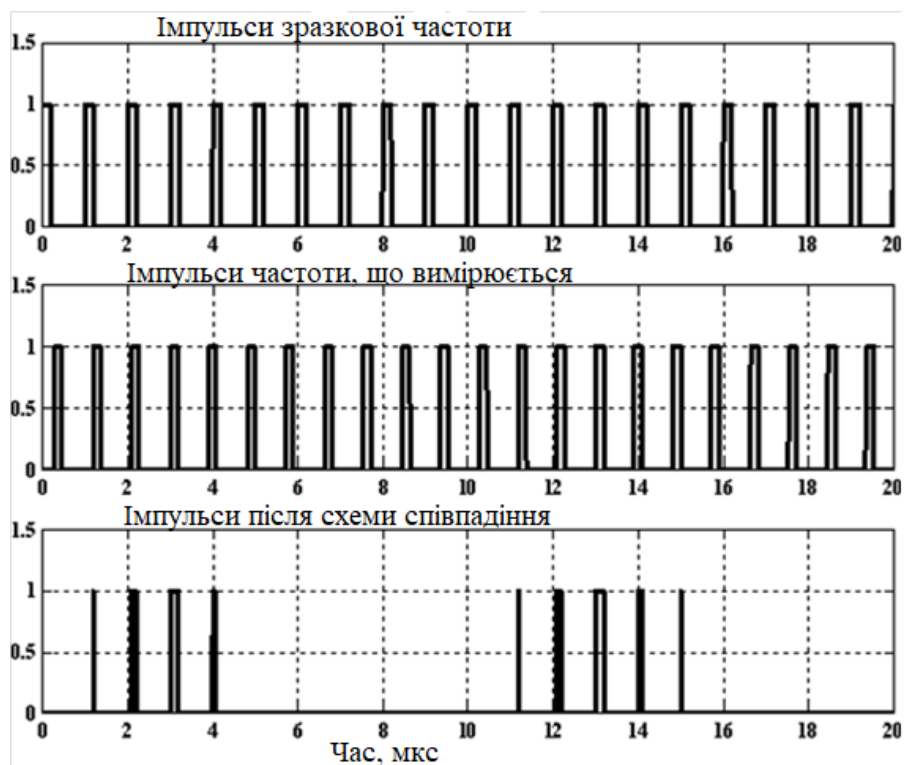 Імпульси зразкової частоти
1.5
1
0.5
0
0 2 4 6 8 10 12 14 16 18 20
Імпульси частоти, що вимірюється
1.5
1
0.5
0
0 2 4 6 8 10 12 14 16 18 20
Імпульси після схеми співпадіння
1.5
1
0.5
0
0 2 4 6 8 10 12 14 16 18 20
Час, мкс